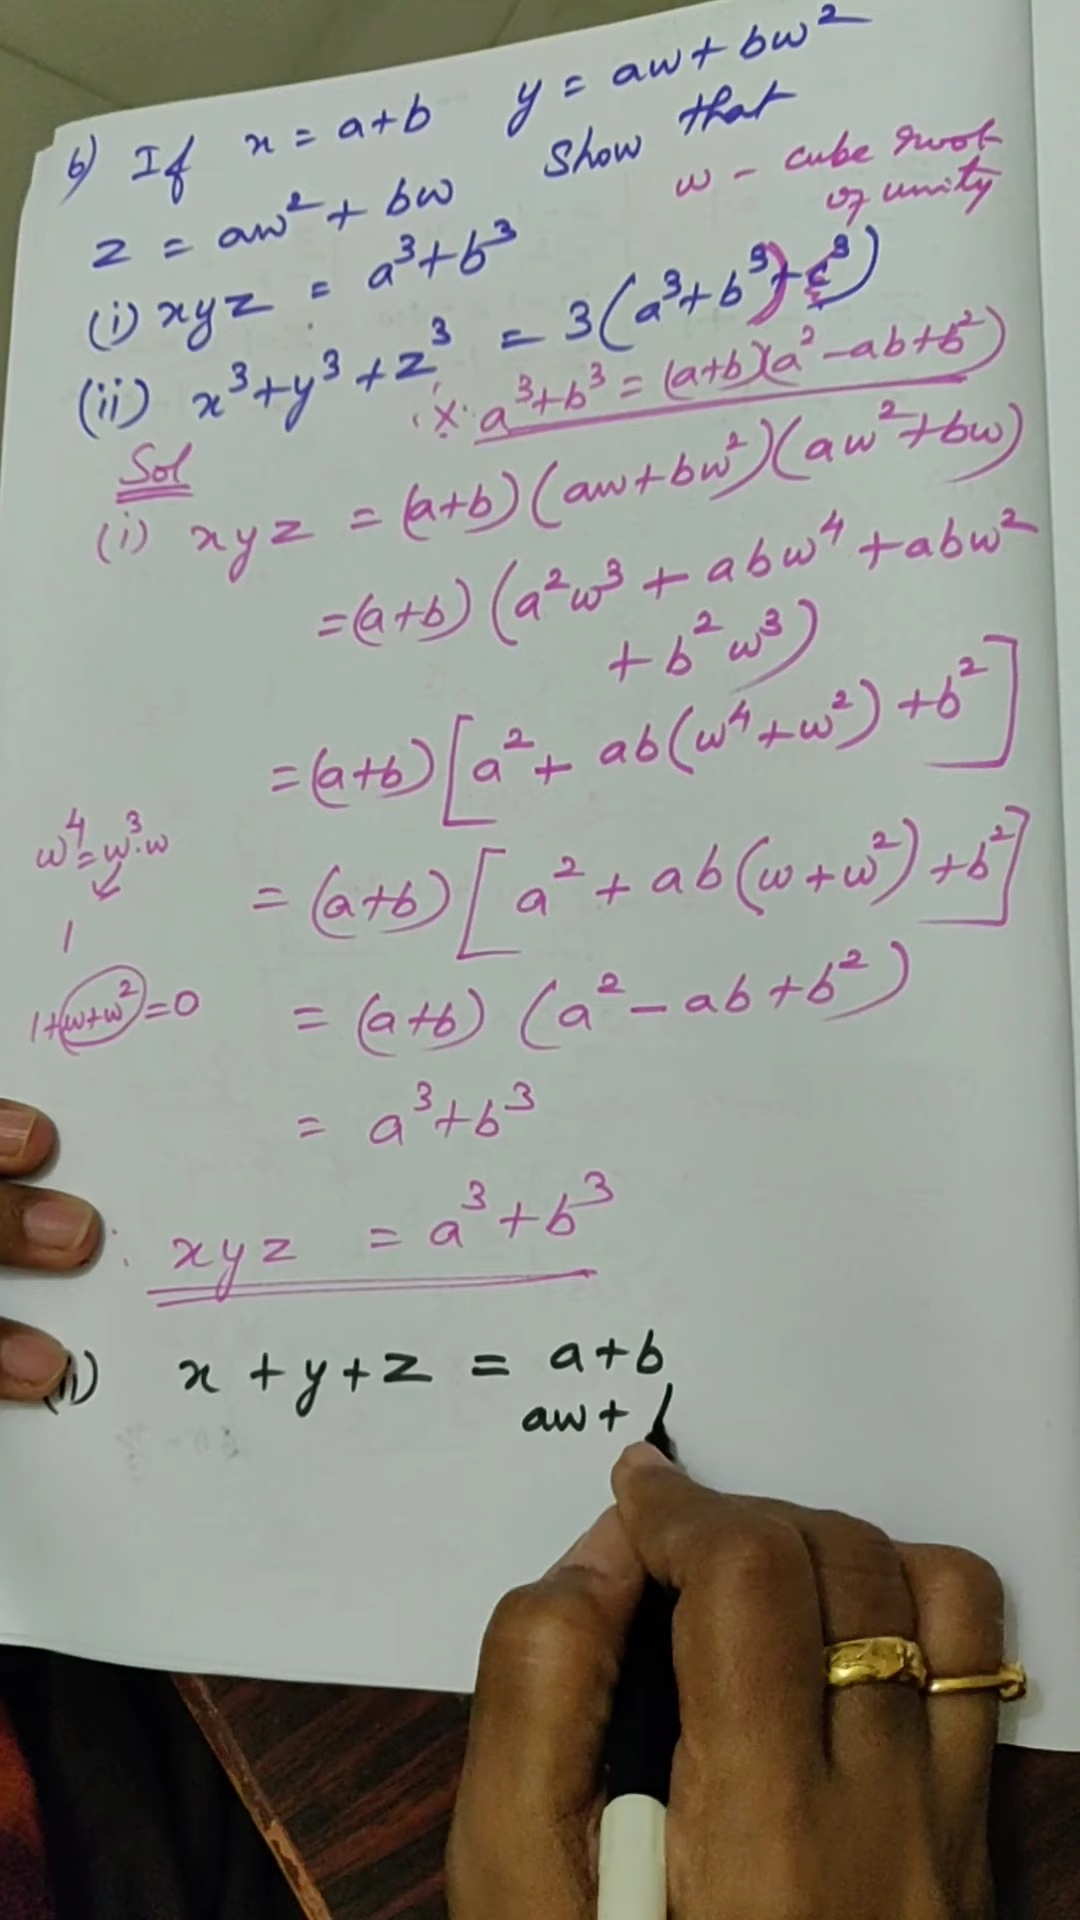 b) If x = a+b y = aw + bw²
z = aw² + bw Show that
w - cube root of unity
(i) xyz = a³+b³
(ii) x³+y³+z³ = 3(a³+b³)+c³)
∵ a³+b³ = (a+b)(a²-ab+b²)
Sol
(i) xyz = (a+b)(aw+bw²)(aw²+bw)
=(a+b)(a²w³ + abw⁴ + abw²
+ b²w³)
=(a+b)[a² + ab(w⁴+w²)+b²]
w⁴=w³.w
1
= (a+b)[a² + ab(w+w²)+b²]
1+w+w²=0
= (a+b) (a²-ab+b²)
= a³+b³
∴ xyz = a³+b³
x+y+z = a+b
aw +